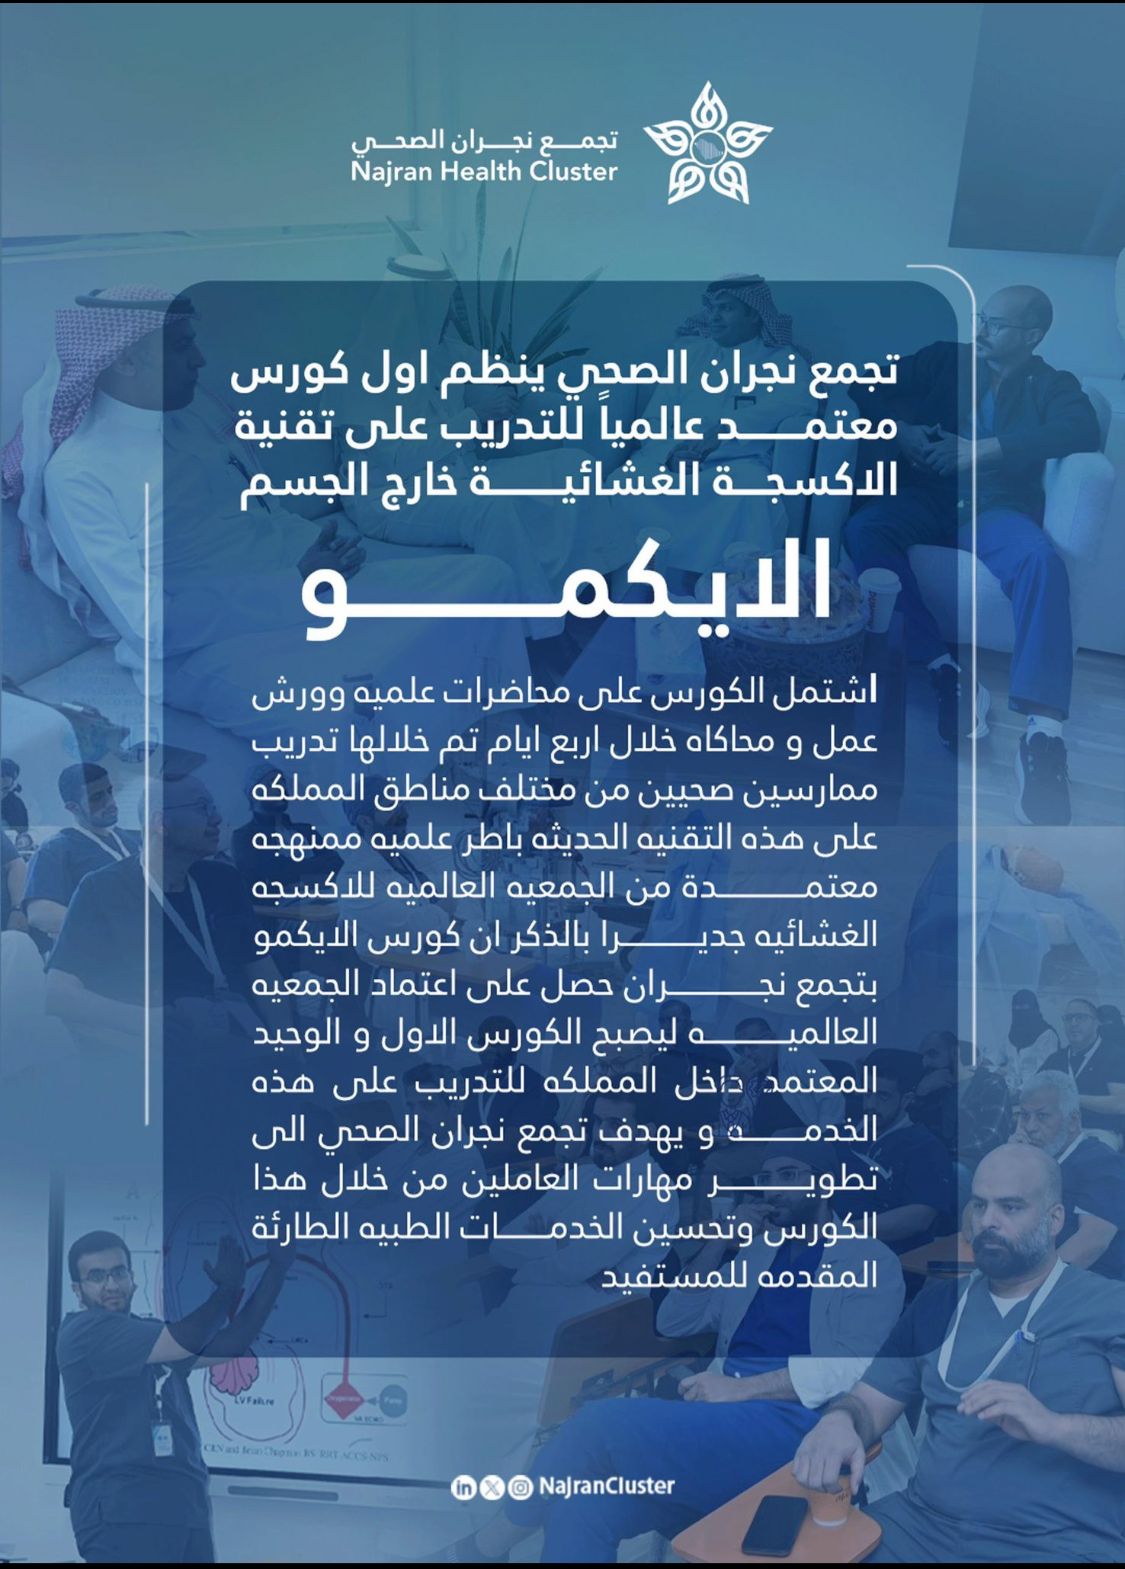 تجمع نجران الصحي
Najran Health Cluster
تجمع نجران الصحي ينظم اول كورس
معتمد عالمياً للتدريب على تقنية
الاكسجة الغشائية خارج الجسم
الايكمو
اشتمل الكورس على محاضرات علميه وورش
عمل و محاكاه خلال اربع ايام تم خلالها تدريب
ممارسين صحيين من مختلف مناطق المملكه
على هذه التقنيه الحديثه باطر علميه ممنهجه
معتمدة من الجمعيه العالميه للاكسجه
الغشائيه جديرا بالذكر ان كورس الايكمو
بتجمع نجران حصل على اعتماد الجمعيه
العالميه ليصبح الكورس الاول و الوحيد
المعتمد داخل المملكه للتدريب على هذه
الخدمه و يهدف تجمع نجران الصحي الى
تطوير مهارات العاملين من خلال هذا
الكورس وتحسين الخدمات الطبيه الطارئة
المقدمه للمستفيد
LV Failure
VA ECMO
NajranCluster